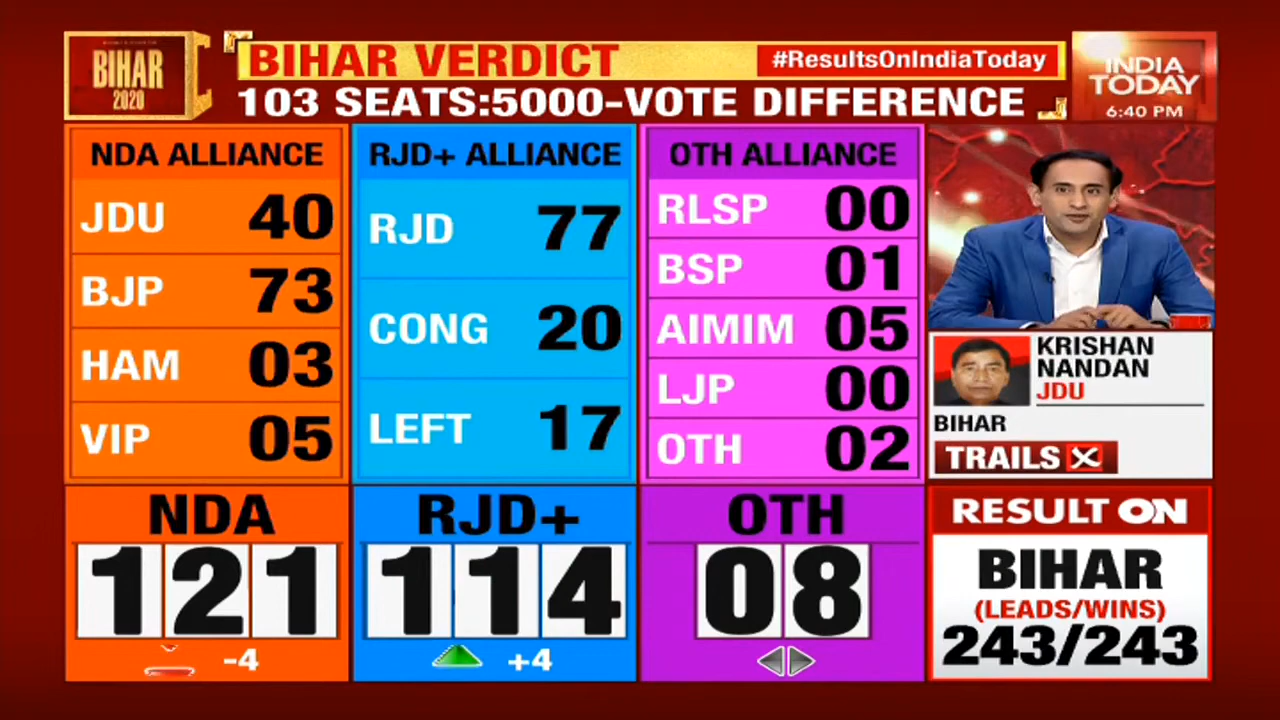 BIHAR
2020
BIHAR VERDICT
#ResultsOnIndiaToday
103 SEATS:5000-VOTE DIFFERENCE
INDIA
TODAY
6:40 PM
NDA ALLIANCE
JDU 40
BJP 73
HAM 03
VIP 05
NDA
121
-4
RJD+ ALLIANCE
RJD 77
CONG 20
LEFT 17
RJD+
114
+4
OTH ALLIANCE
RLSP 00
BSP 01
AIMIM 05
LJP 00
OTH 02
OTH
08
KRISHAN
NANDAN
JDU
BIHAR
TRAILS
RESULT ON
BIHAR
(LEADS/WINS)
243/243